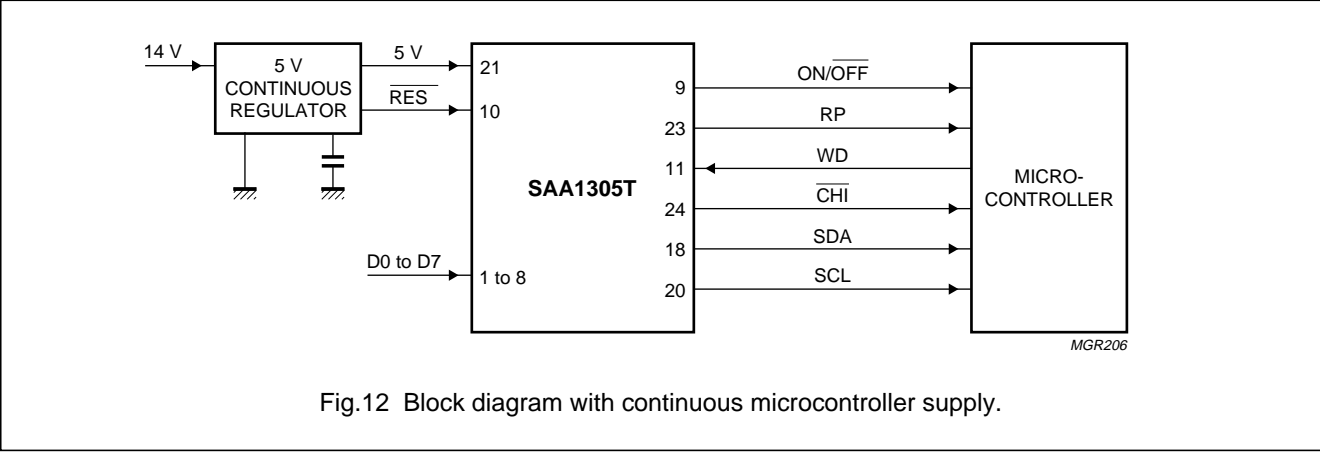 14 V
5 V
CONTINUOUS
REGULATOR
5 V
RES
21
10
D0 to D7
1 to 8
SAA1305T
9
23
11
24
18
20
ON/OFF
RP
WD
CHI
SDA
SCL
MICRO-
CONTROLLER
MGR206
Fig.12 Block diagram with continuous microcontroller supply.